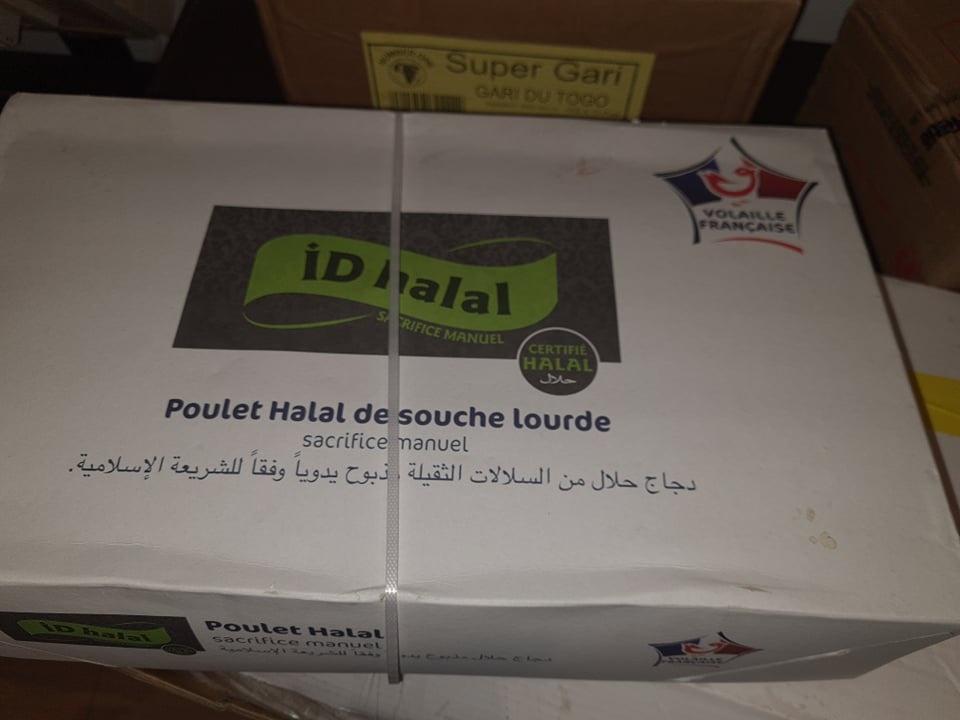 Super Gari
GARI DU TOGO
VOLAILLE
FRANÇAISE
iD halal
SACRIFICE MANUEL
CERTIFIÉ
HALAL
حلال
Poulet Halal de souche lourde
sacrifice manuel
دجاج حلال من السلالات الثقيلة مذبوح يدوياً وفقاً للشريعة الإسلامية.
iD halal
Poulet Halal
sacrifice manuel